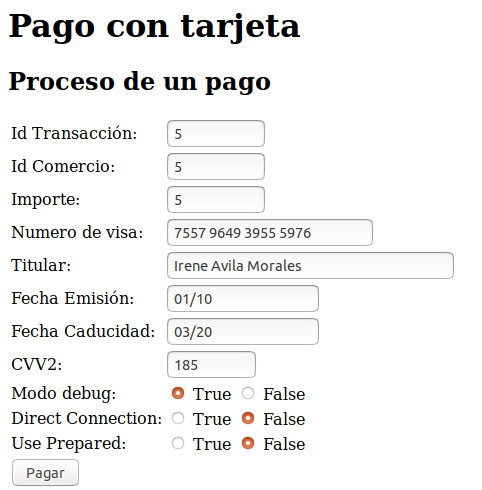 Pago con tarjeta
Proceso de un pago
Id Transacción: 5
Id Comercio: 5
Importe: 5
Numero de visa: 7557 9649 3955 5976
Titular: Irene Avila Morales
Fecha Emisión: 01/10
Fecha Caducidad: 03/20
CVV2: 185
Modo debug: True False
Direct Connection: True False
Use Prepared: True False
Pagar